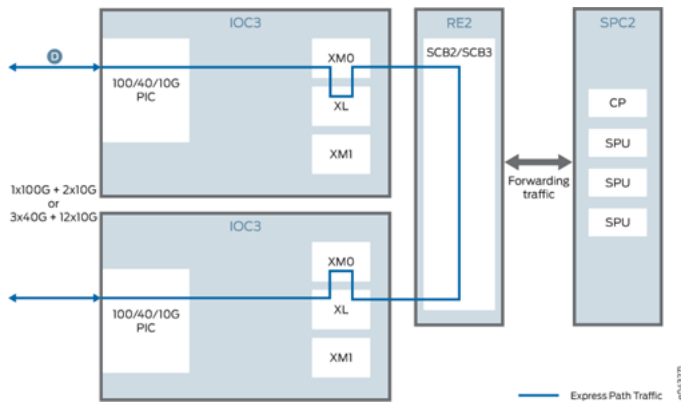 IOC3
RE2
SPC2
D
XM0
SCB2/SCB3
100/40/10G
PIC
XL
CP
XM1
SPU
Forwarding
traffic
SPU
1x100G + 2x10G
or
3x40G + 12x10G
SPU
IOC3
XM0
100/40/10G
PIC
XL
XM1
Express Path Traffic